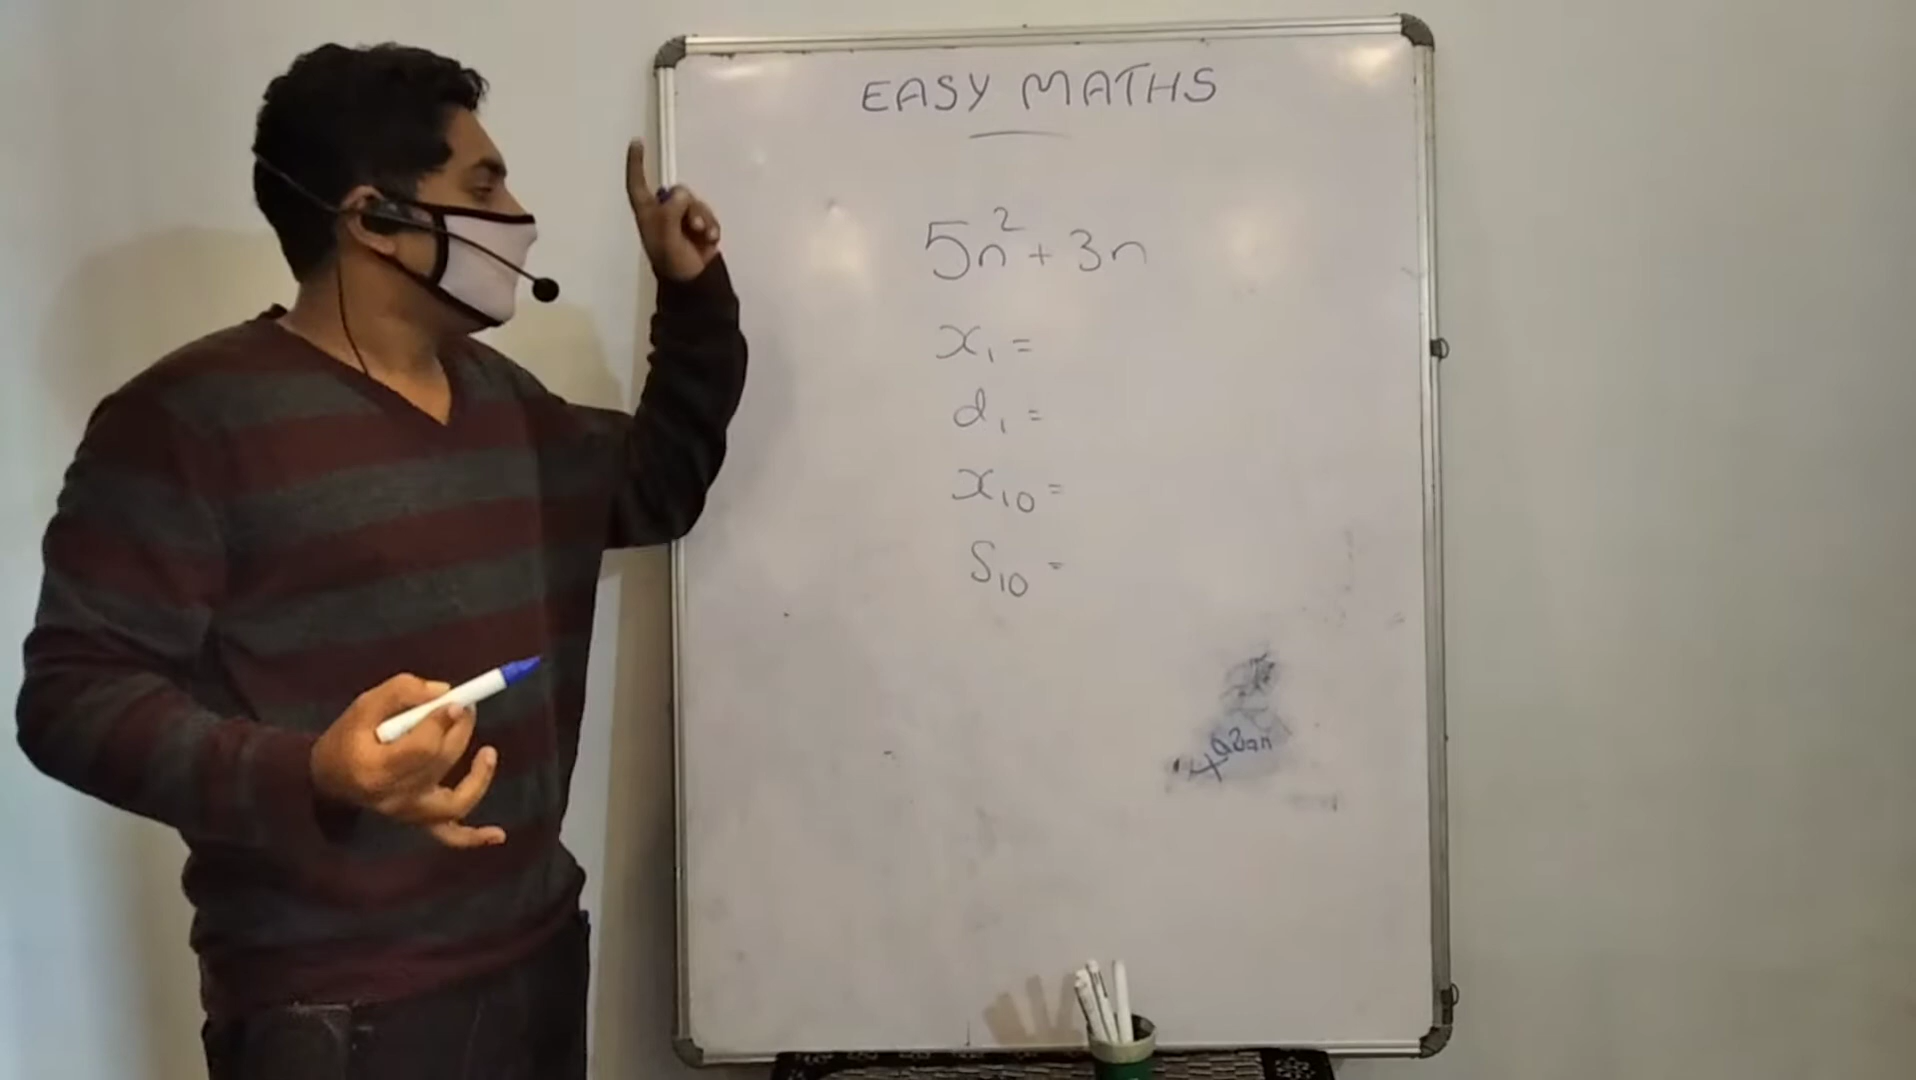 EASY MATHS
5n² + 3n
x₁ =
d₁ =
x₁₀ =
S₁₀ =